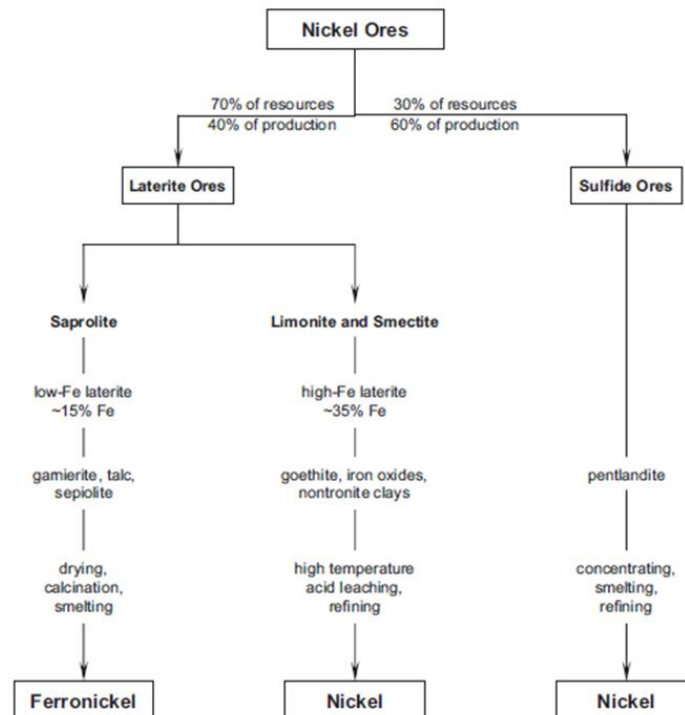 Nickel Ores
70% of resources
40% of production
30% of resources
60% of production
Laterite Ores
Sulfide Ores
Saprolite
Limonite and Smectite
low-Fe laterite
~15% Fe
high-Fe laterite
~35% Fe
garnierite, talc,
sepiolite
goethite, iron oxides,
nontronite clays
pentlandite
drying,
calcination,
smelting
high temperature
acid leaching,
refining
concentrating,
smelting,
refining
Ferronickel
Nickel
Nickel